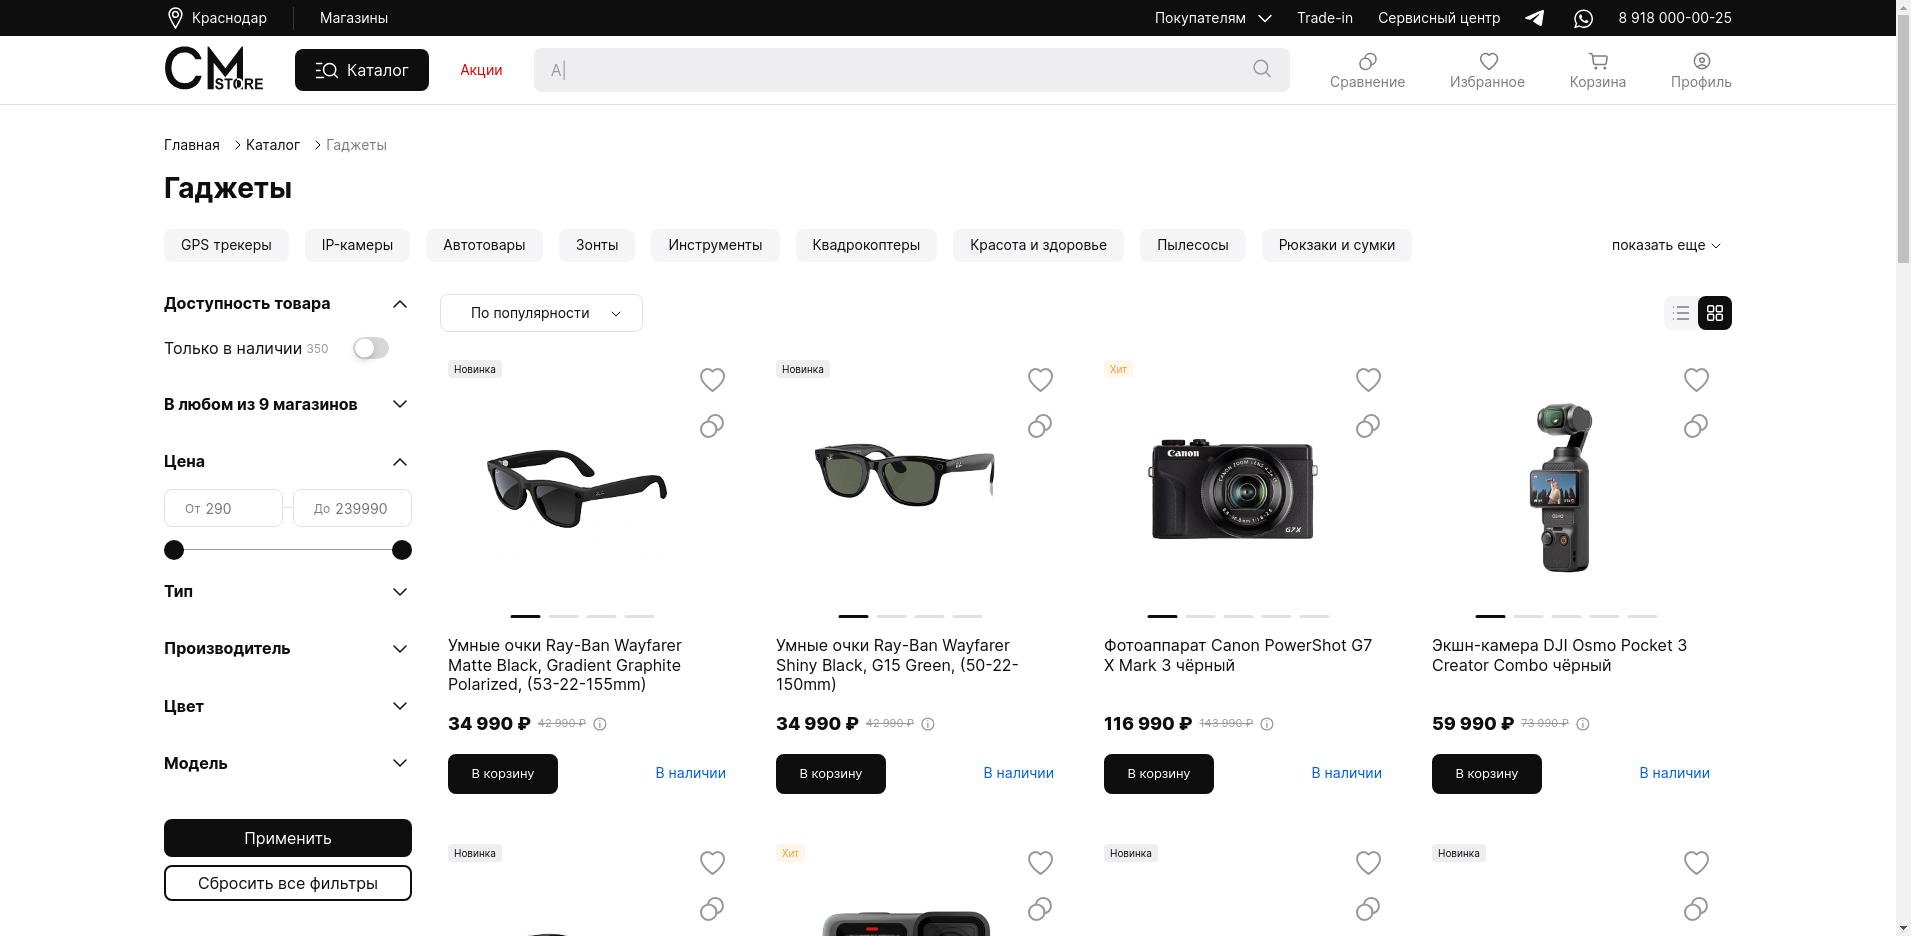 Краснодар
Магазины
Покупателям
Trade-in
Сервисный центр
8 918 000-00-25
CM STORE
Каталог
Акции
A|
Сравнение
Избранное
Корзина
Профиль
Главная
Каталог
Гаджеты
Гаджеты
GPS трекеры
IP-камеры
Автотовары
Зонты
Инструменты
Квадрокоптеры
Красота и здоровье
Пылесосы
Рюкзаки и сумки
показать еще
Доступность товара
Только в наличии 350
В любом из 9 магазинов
Цена
От 290
До 239990
Тип
Производитель
Цвет
Модель
Применить
Сбросить все фильтры
По популярности
Новинка
Умные очки Ray-Ban Wayfarer
Matte Black, Gradient Graphite
Polarized, (53-22-155mm)
34 990 ₽ 42 990 ₽
В корзину
В наличии
Новинка
Умные очки Ray-Ban Wayfarer
Shiny Black, G15 Green, (50-22-
150mm)
34 990 ₽ 42 990 ₽
В корзину
В наличии
Хит
Canon
G7X
Фотоаппарат Canon PowerShot G7
X Mark 3 чёрный
116 990 ₽ 143 990 ₽
В корзину
В наличии
OSMO
Экшн-камера DJI Osmo Pocket 3
Creator Combo чёрный
59 990 ₽ 73 990 ₽
В корзину
В наличии
Новинка
Хит
Новинка
Новинка